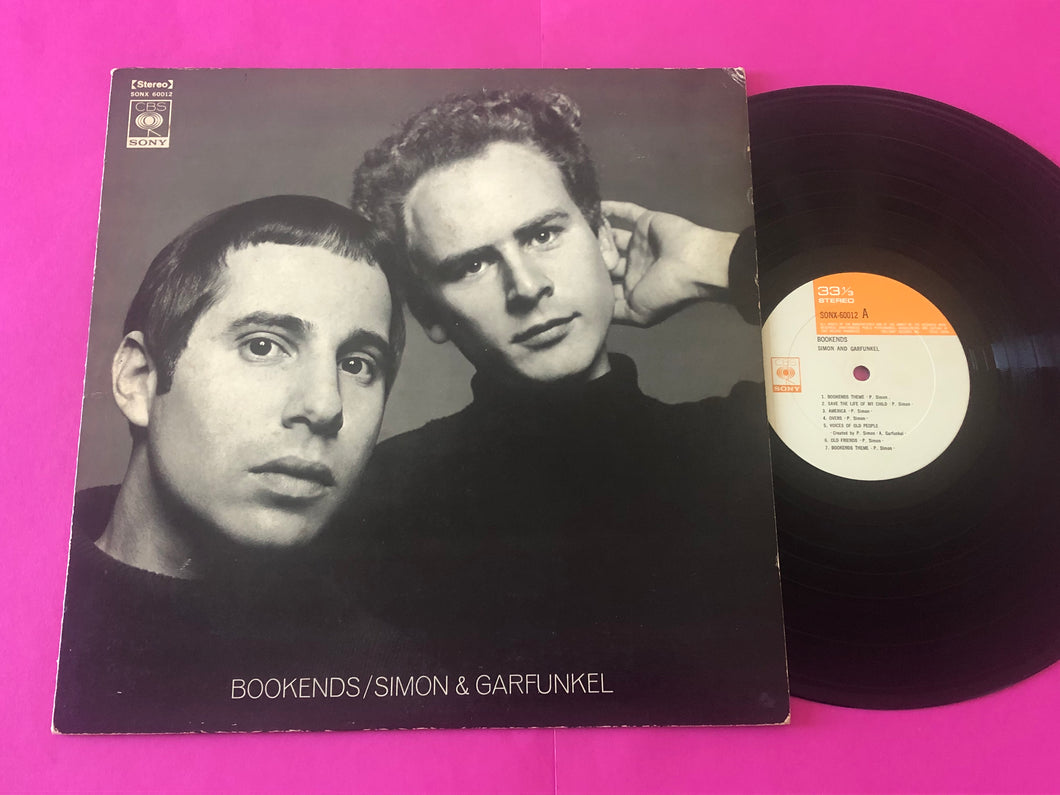 【Stereo】
SONX 60012
CBS
SONY
BOOKENDS/SIMON & GARFUNKEL
33 1/3
STEREO
SONX-60012 A
BOOKENDS
SIMON AND GARFUNKEL
CBS
SONY
1. BOOKENDS THEME -P. Simon-
2. SAVE THE LIFE OF MY CHILD -P. Simon-
3. AMERICA -P. Simon-
4. OVERS -P. Simon-
5. VOICES OF OLD PEOPLE
-Created by P. Simon-A. Garfunkel-
6. OLD FRIENDS -P. Simon-
7. BOOKENDS THEME -P. Simon-